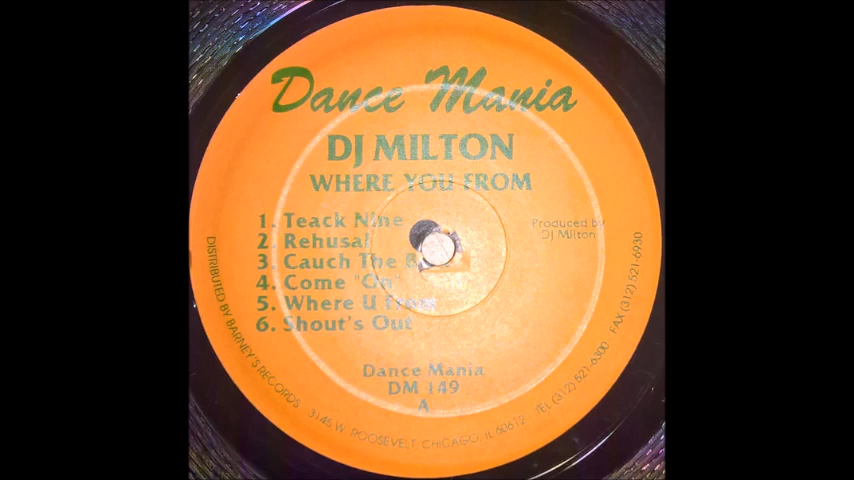 Dance Mania
DJ MILTON
WHERE YOU FROM
1. Teack Nine
2. Rehusal
3. Cauch The
4. Come "On"
5. Where U From
6. Shout's Out
Produced by
DJ Milton
Dance Mania
DM 149
A
DISTRIBUTED BY BARNEY'S RECORDS 3145 W. ROOSEVELT, CHICAGO, IL 60612 TEL (312) 521-6300 FAX (312) 521-6930